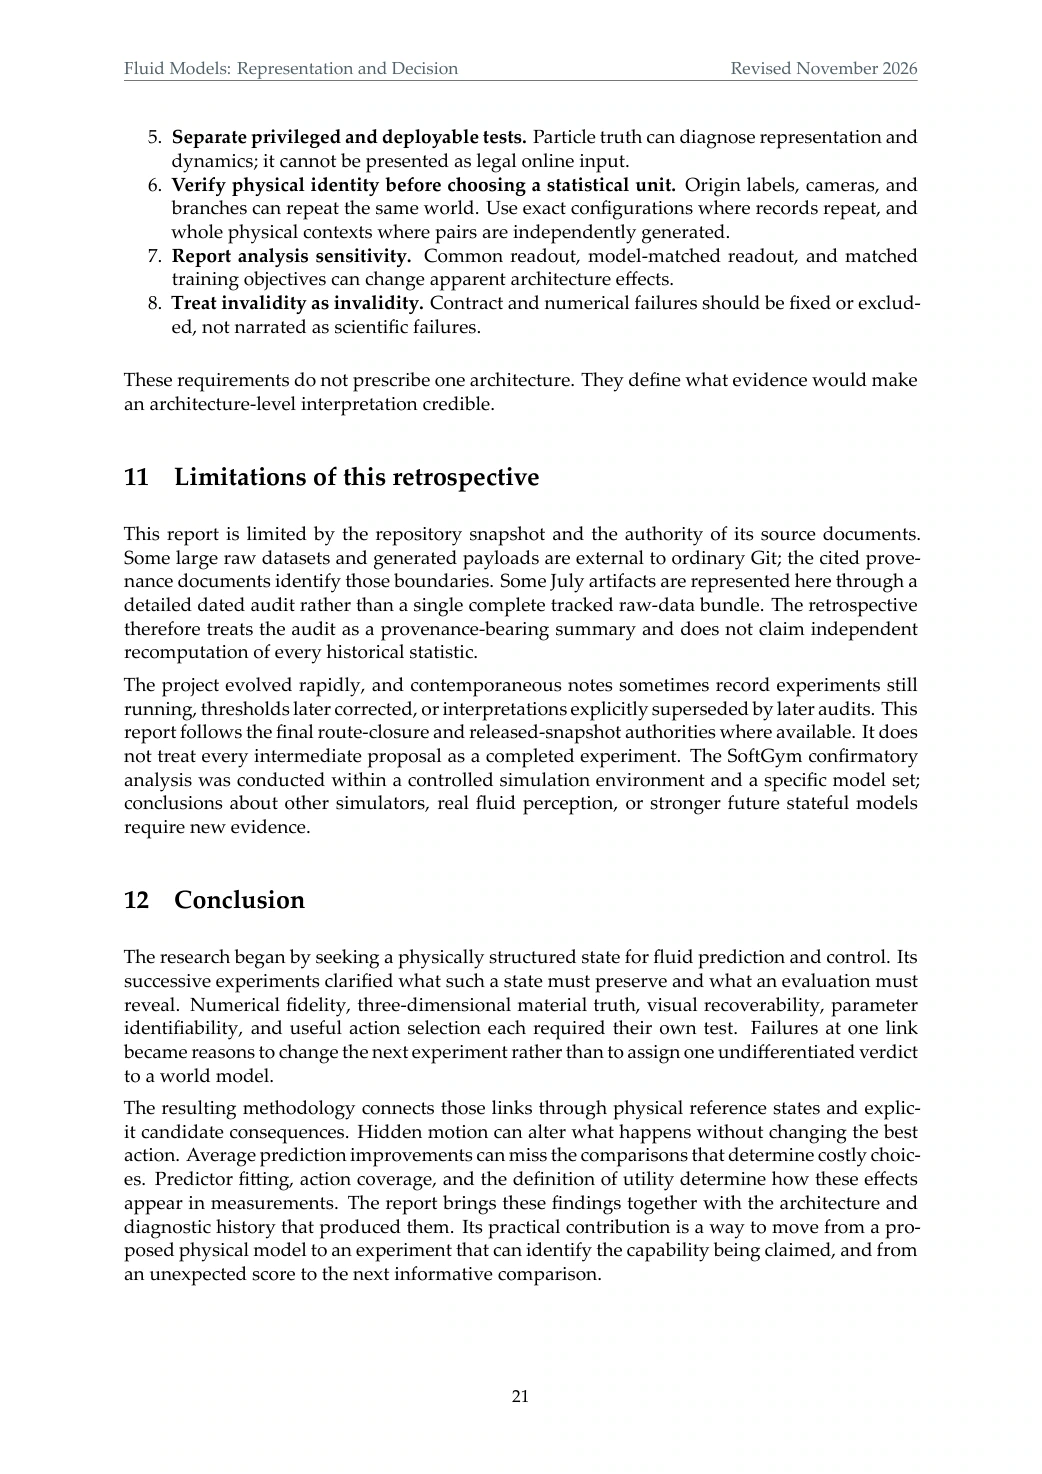 Fluid Models: Representation and Decision Revised November 2026
5. Separate privileged and deployable tests. Particle truth can diagnose representation and
dynamics; it cannot be presented as legal online input.
6. Verify physical identity before choosing a statistical unit. Origin labels, cameras, and
branches can repeat the same world. Use exact configurations where records repeat, and
whole physical contexts where pairs are independently generated.
7. Report analysis sensitivity. Common readout, model-matched readout, and matched
training objectives can change apparent architecture effects.
8. Treat invalidity as invalidity. Contract and numerical failures should be fixed or exclud-
ed, not narrated as scientific failures.
These requirements do not prescribe one architecture. They define what evidence would make
an architecture-level interpretation credible.
11 Limitations of this retrospective
This report is limited by the repository snapshot and the authority of its source documents.
Some large raw datasets and generated payloads are external to ordinary Git; the cited prove-
nance documents identify those boundaries. Some July artifacts are represented here through a
detailed dated audit rather than a single complete tracked raw-data bundle. The retrospective
therefore treats the audit as a provenance-bearing summary and does not claim independent
recomputation of every historical statistic.
The project evolved rapidly, and contemporaneous notes sometimes record experiments still
running, thresholds later corrected, or interpretations explicitly superseded by later audits. This
report follows the final route-closure and released-snapshot authorities where available. It does
not treat every intermediate proposal as a completed experiment. The SoftGym confirmatory
analysis was conducted within a controlled simulation environment and a specific model set;
conclusions about other simulators, real fluid perception, or stronger future stateful models
require new evidence.
12 Conclusion
The research began by seeking a physically structured state for fluid prediction and control. Its
successive experiments clarified what such a state must preserve and what an evaluation must
reveal. Numerical fidelity, three-dimensional material truth, visual recoverability, parameter
identifiability, and useful action selection each required their own test. Failures at one link
became reasons to change the next experiment rather than to assign one undifferentiated verdict
to a world model.
The resulting methodology connects those links through physical reference states and explic-
it candidate consequences. Hidden motion can alter what happens without changing the best
action. Average prediction improvements can miss the comparisons that determine costly choic-
es. Predictor fitting, action coverage, and the definition of utility determine how these effects
appear in measurements. The report brings these findings together with the architecture and
diagnostic history that produced them. Its practical contribution is a way to move from a pro-
posed physical model to an experiment that can identify the capability being claimed, and from
an unexpected score to the next informative comparison.
21